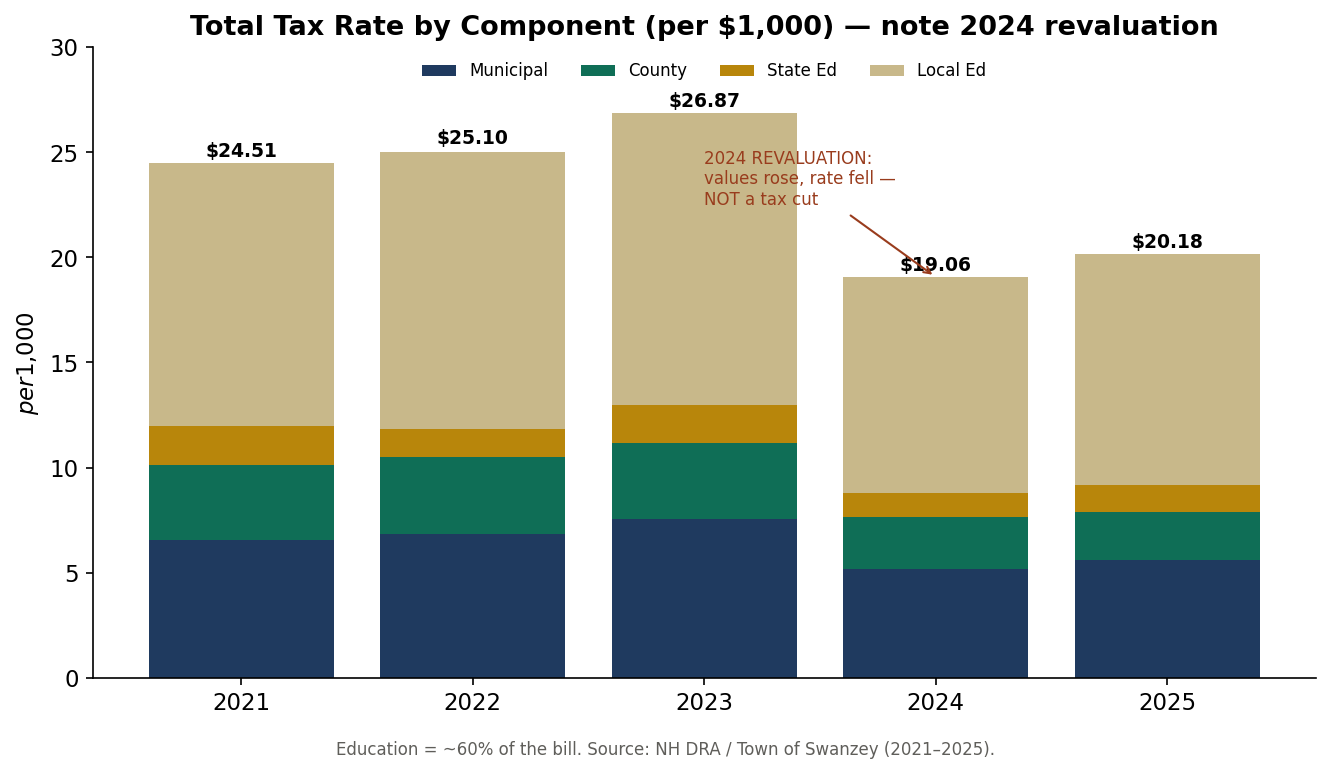 Total Tax Rate by Component (per $1,000) — note 2024 revaluation
Municipal County State Ed Local Ed
30
25
20
15
10
5
0
per1,000
$24.51
$25.10
$26.87
$19.06
$20.18
2024 REVALUATION:
values rose, rate fell —
NOT a tax cut
2021 2022 2023 2024 2025
Education = ~60% of the bill. Source: NH DRA / Town of Swanzey (2021–2025).